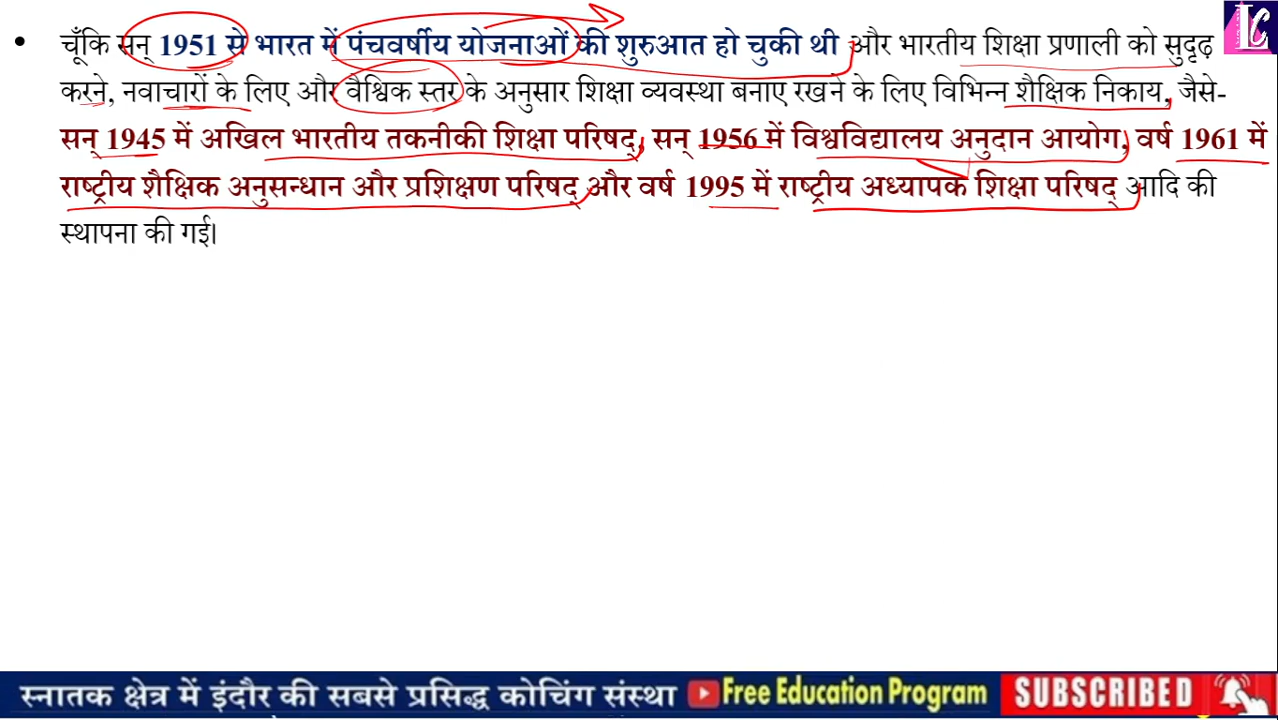 LC
• चूँकि सन् 1951 से भारत में पंचवर्षीय योजनाओं की शुरुआत हो चुकी थी और भारतीय शिक्षा प्रणाली को सुदृढ़
करने, नवाचारों के लिए और वैश्विक स्तर के अनुसार शिक्षा व्यवस्था बनाए रखने के लिए विभिन्न शैक्षिक निकाय, जैसे-
सन् 1945 में अखिल भारतीय तकनीकी शिक्षा परिषद्, सन् 1956 में विश्वविद्यालय अनुदान आयोग, वर्ष 1961 में
राष्ट्रीय शैक्षिक अनुसन्धान और प्रशिक्षण परिषद् और वर्ष 1995 में राष्ट्रीय अध्यापक शिक्षा परिषद् आदि की
स्थापना की गई।
स्नातक क्षेत्र में इंदौर की सबसे प्रसिद्ध कोचिंग संस्था Free Education Program SUBSCRIBED